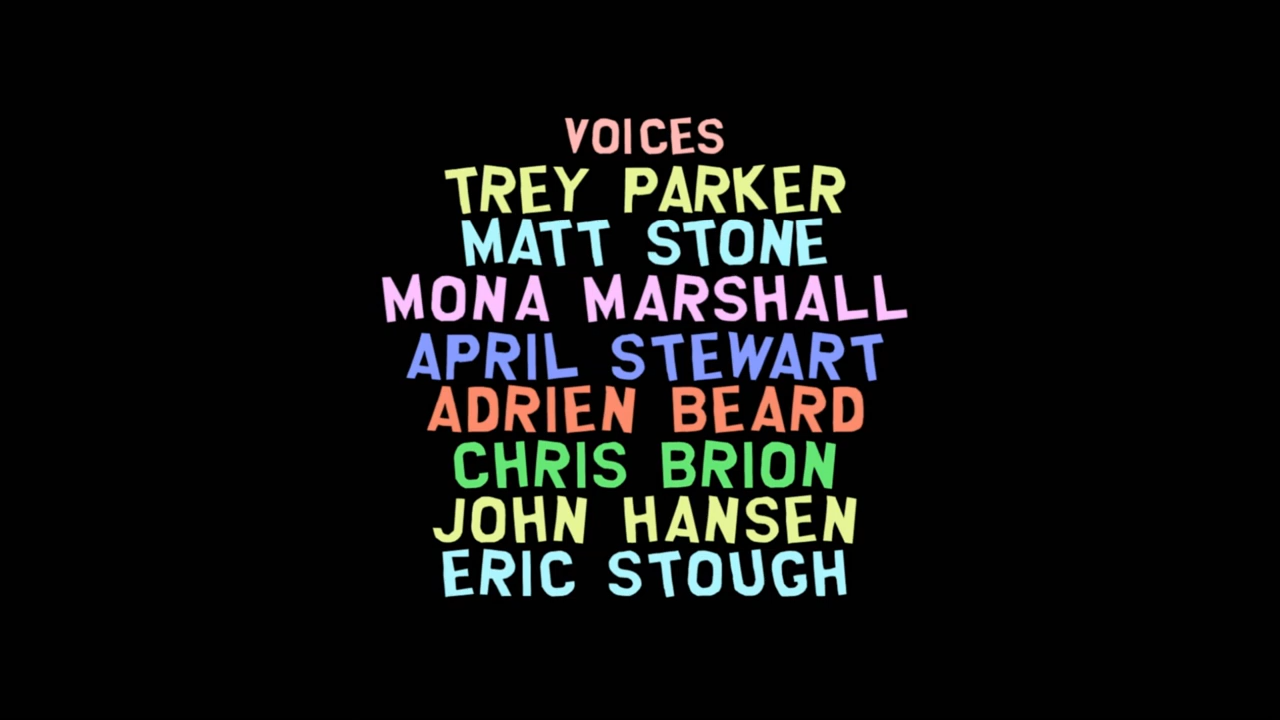 VOICES
TREY PARKER
MATT STONE
MONA MARSHALL
APRIL STEWART
ADRIEN BEARD
CHRIS BRION
JOHN HANSEN
ERIC STOUGH